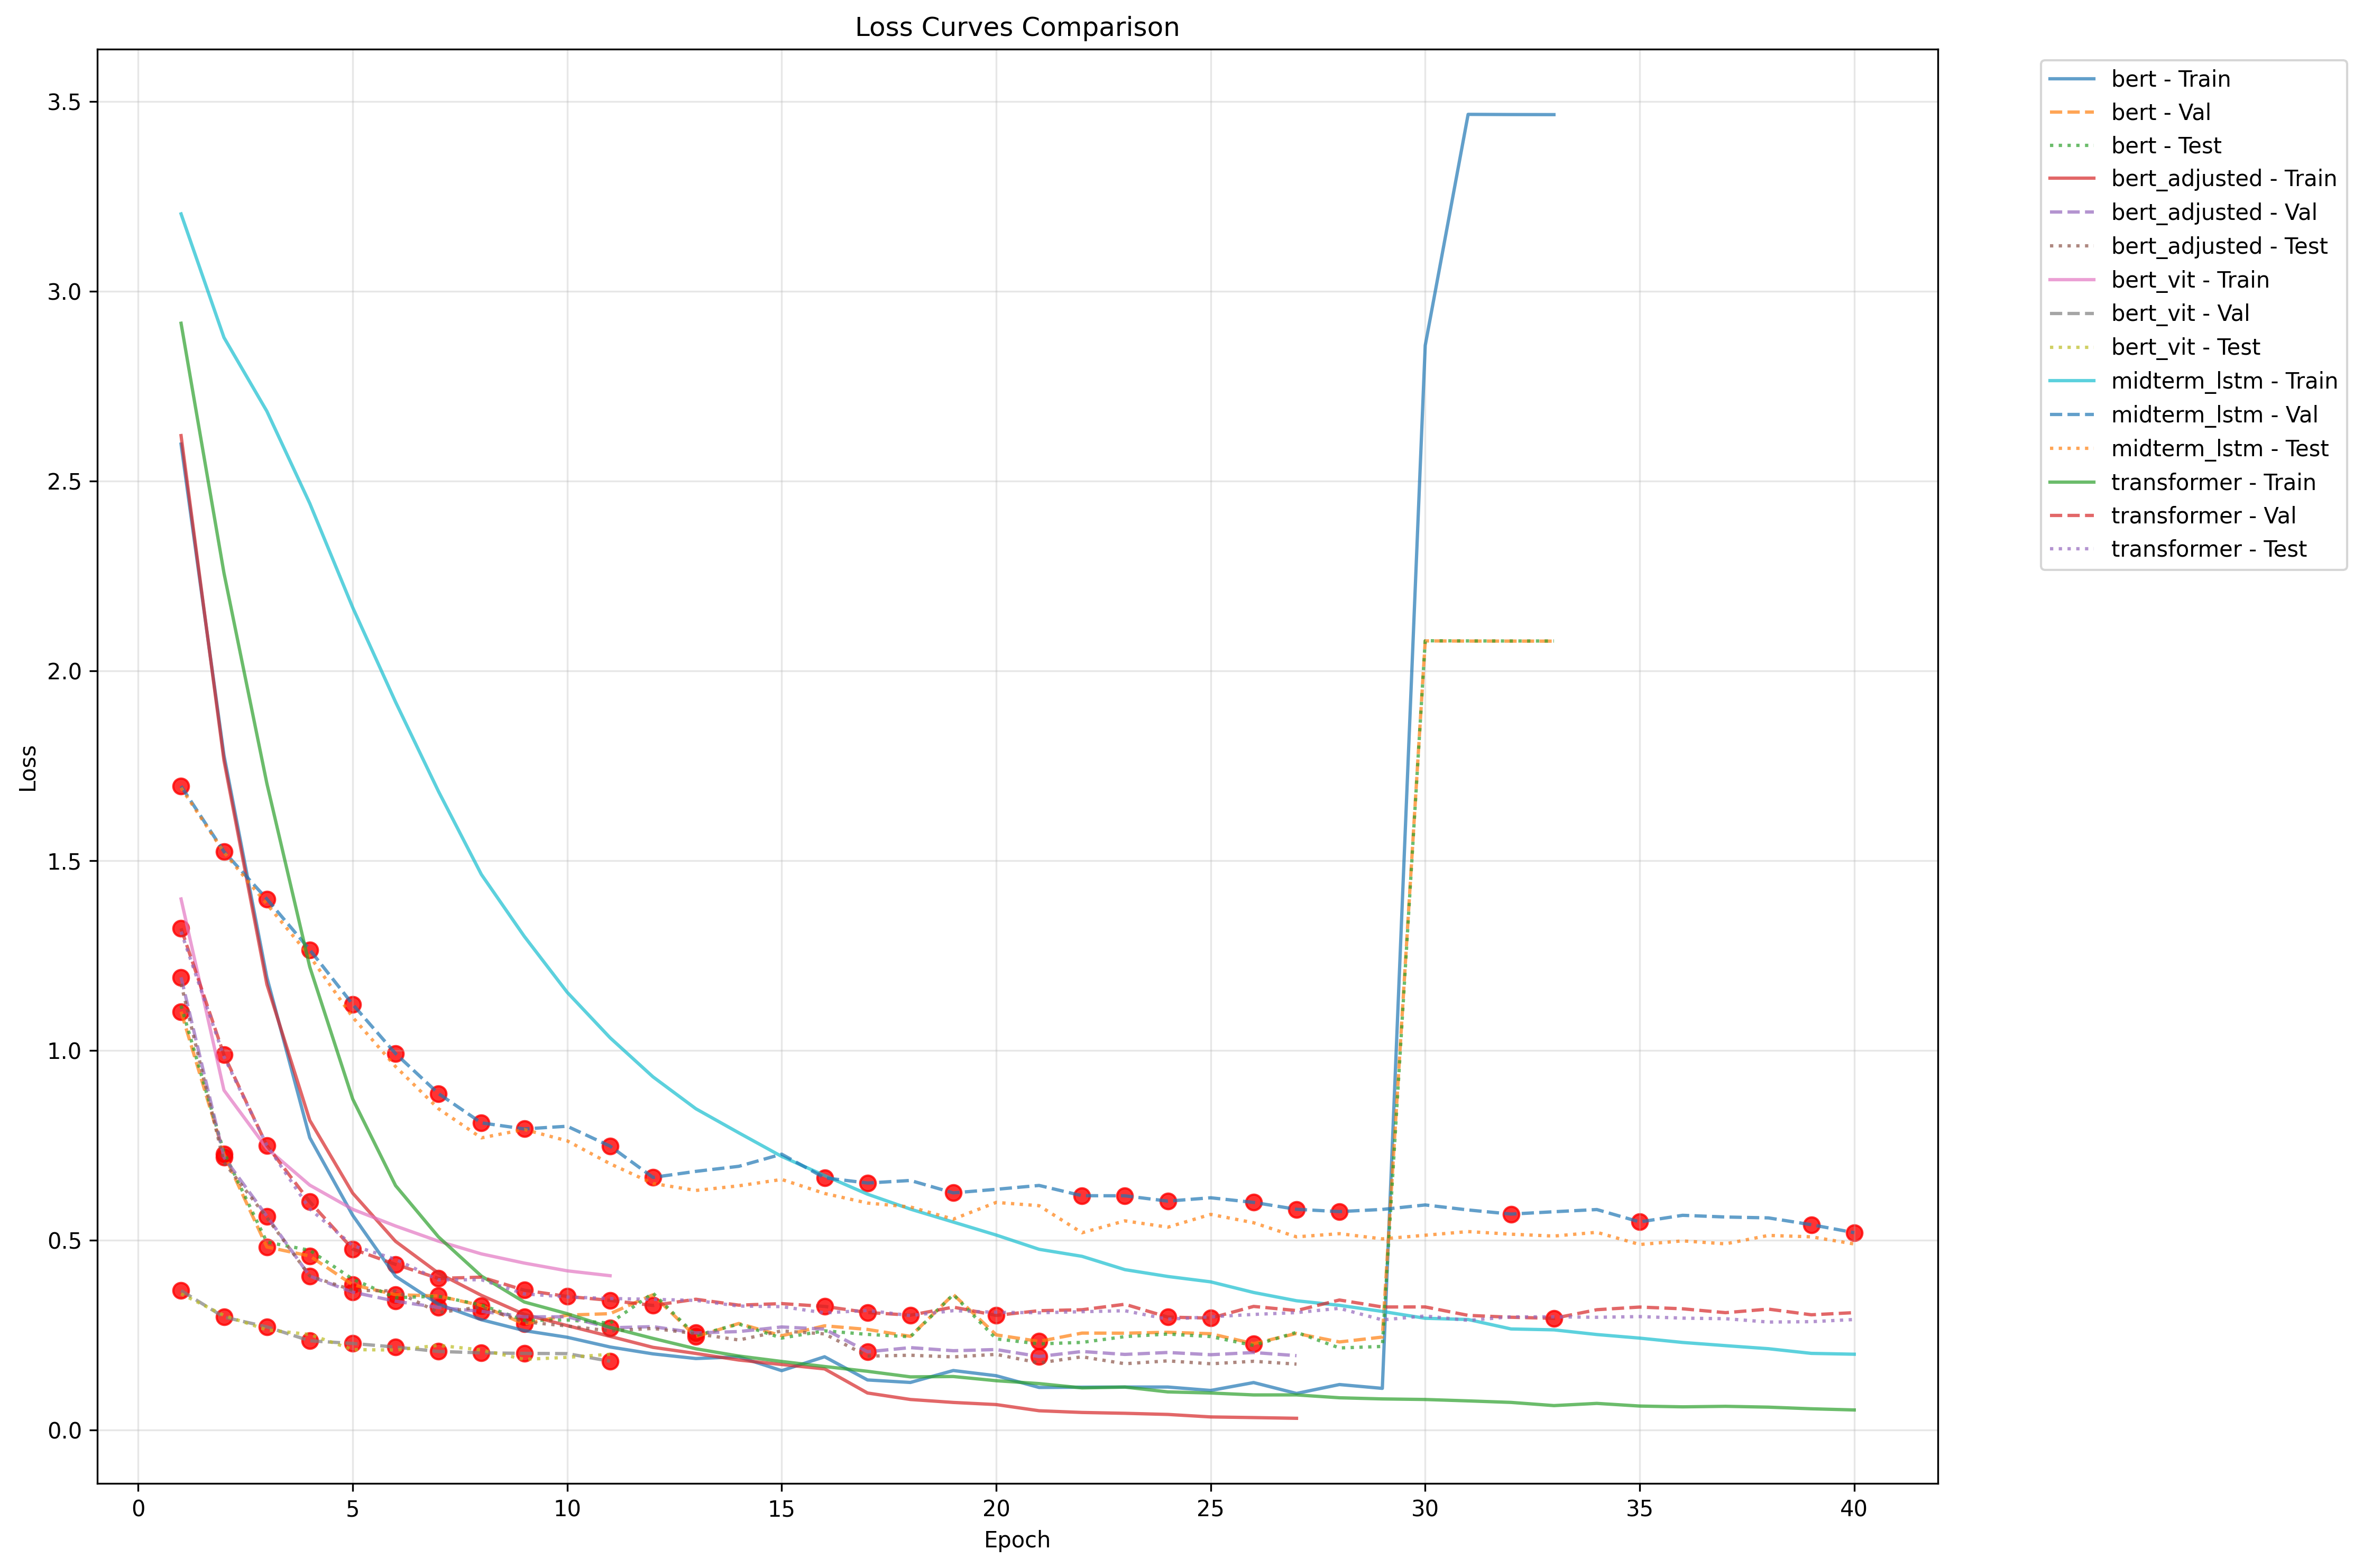 Loss Curves Comparison
3.5
3.0
2.5
2.0
1.5
1.0
0.5
0.0
Loss
0 5 10 15 20 25 30 35 40
Epoch
bert - Train
bert - Val
bert - Test
bert_adjusted - Train
bert_adjusted - Val
bert_adjusted - Test
bert_vit - Train
bert_vit - Val
bert_vit - Test
midterm_lstm - Train
midterm_lstm - Val
midterm_lstm - Test
transformer - Train
transformer - Val
transformer - Test